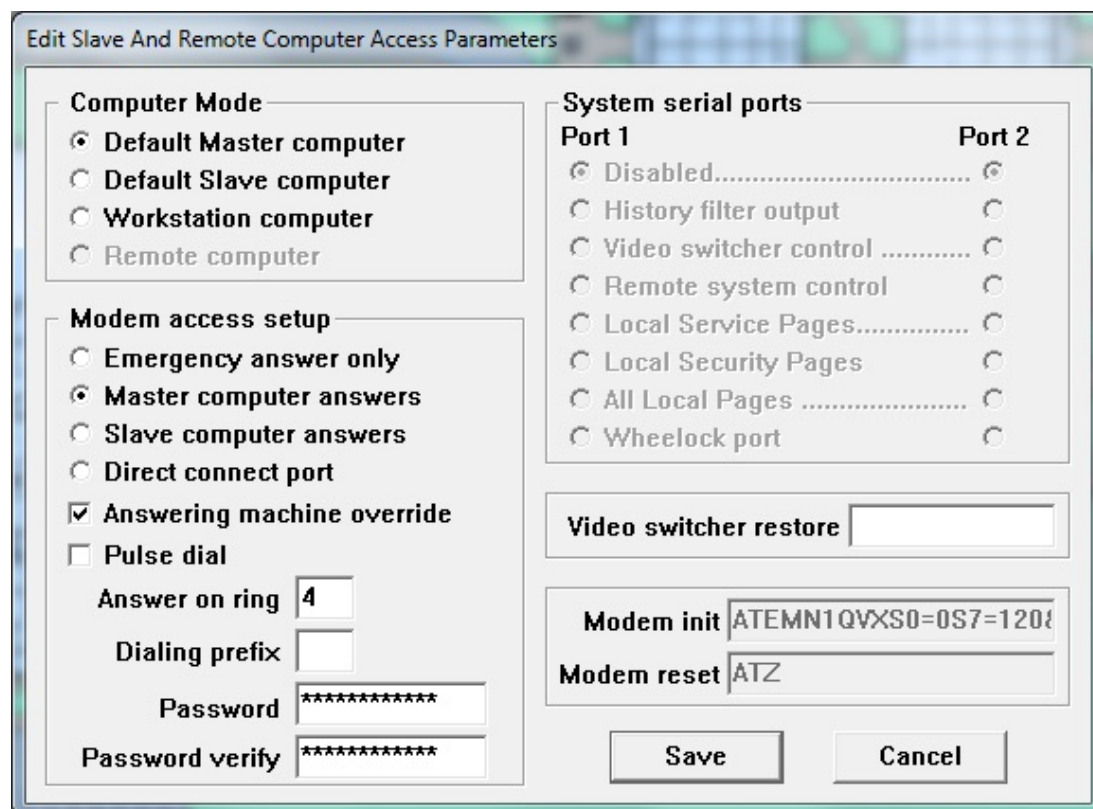 Edit Slave And Remote Computer Access Parameters
Computer Mode
Default Master computer
Default Slave computer
Workstation computer
Remote computer
Modem access setup
Emergency answer only
Master computer answers
Slave computer answers
Direct connect port
Answering machine override
Pulse dial
Answer on ring 4
Dialing prefix
Password ************
Password verify ************
System serial ports
Port 1 Port 2
Disabled.................................
History filter output
Video switcher control ............
Remote system control
Local Service Pages...............
Local Security Pages
All Local Pages ......................
Wheelock port
Video switcher restore
Modem init ATEMN1QVXS0=0S7=120&
Modem reset ATZ
Save Cancel